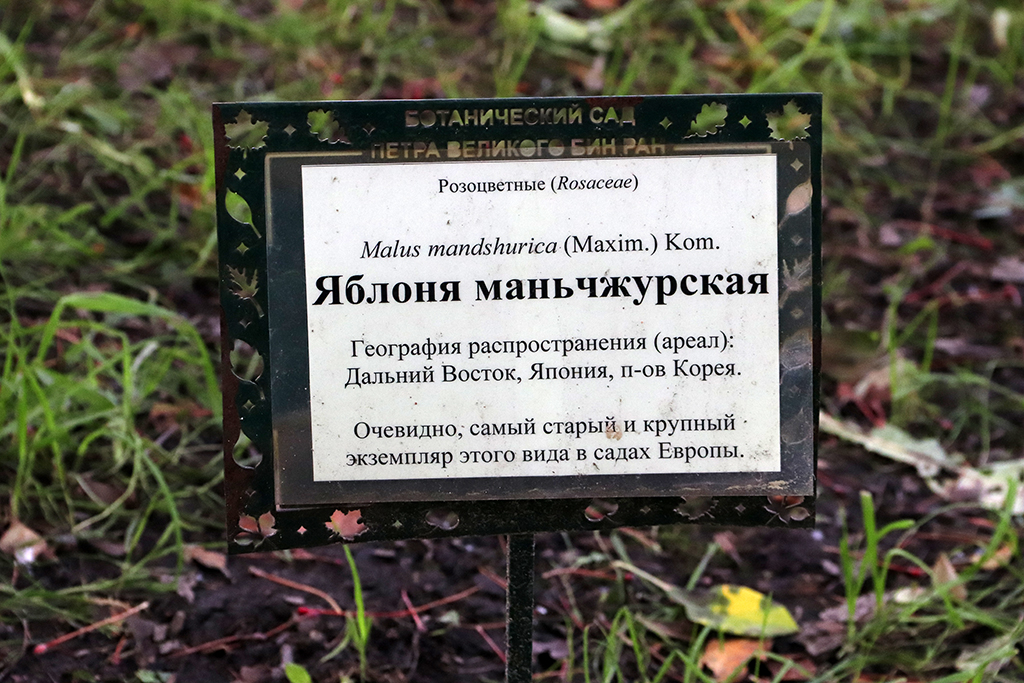 БОТАНИЧЕСКИЙ САД
ПЕТРА ВЕЛИКОГО БИН РАН
Розоцветные (Rosaceae)
Malus mandshurica (Maxim.) Kom.
Яблоня маньчжурская
География распространения (ареал):
Дальний Восток, Япония, п-ов Корея.
Очевидно, самый старый и крупный
экземпляр этого вида в садах Европы.